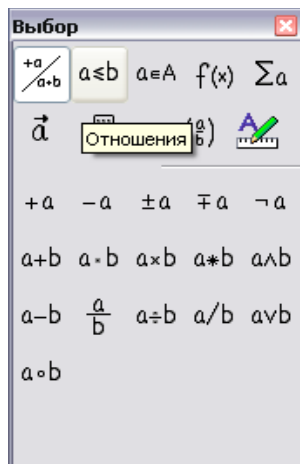 Выбор
+a/a+b a≤b a∈A f(x) Σa
a⃗ Отношения (a/b) A
+a −a ±a ∓a ¬a
a+b a·b a×b a∗b a∧b
a−b a/b a÷b a/b a∨b
a∘b